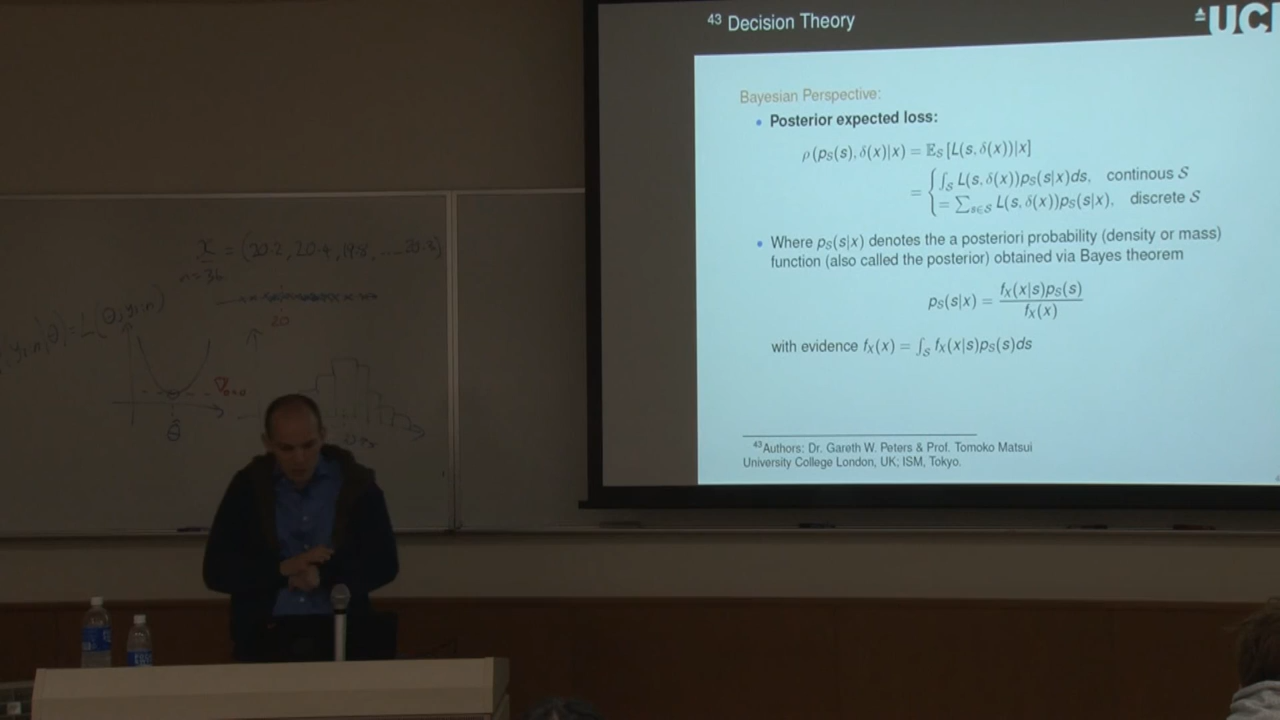 43 Decision Theory
UCL
Bayesian Perspective:
• Posterior expected loss:
ρ(p_S(s), δ(x)|x) = 𝔼_S [L(s, δ(x))|x]
= { ∫_S L(s, δ(x))p_S(s|x)ds, continous S
= ∑_{s∈S} L(s, δ(x))p_S(s|x), discrete S
• Where p_S(s|x) denotes the a posteriori probability (density or mass)
function (also called the posterior) obtained via Bayes theorem
p_S(s|x) = f_X(x|s)p_S(s) / f_X(x)
with evidence f_X(x) = ∫_S f_X(x|s)p_S(s)ds
43Authors: Dr. Gareth W. Peters & Prof. Tomoko Matsui
University College London, UK; ISM, Tokyo.
x = (20.2, 20.4, 19.8, ....20.3)
n=36
20
θ) = L(θ; y1:n)
θ̂